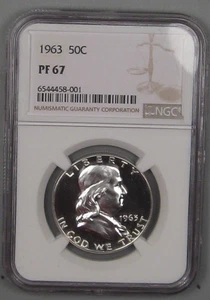 1963 50C
PF 67
6544458-001
NUMISMATIC GUARANTY CORPORATION
NGC
LIBERTY
1963
IN GOD WE TRUST